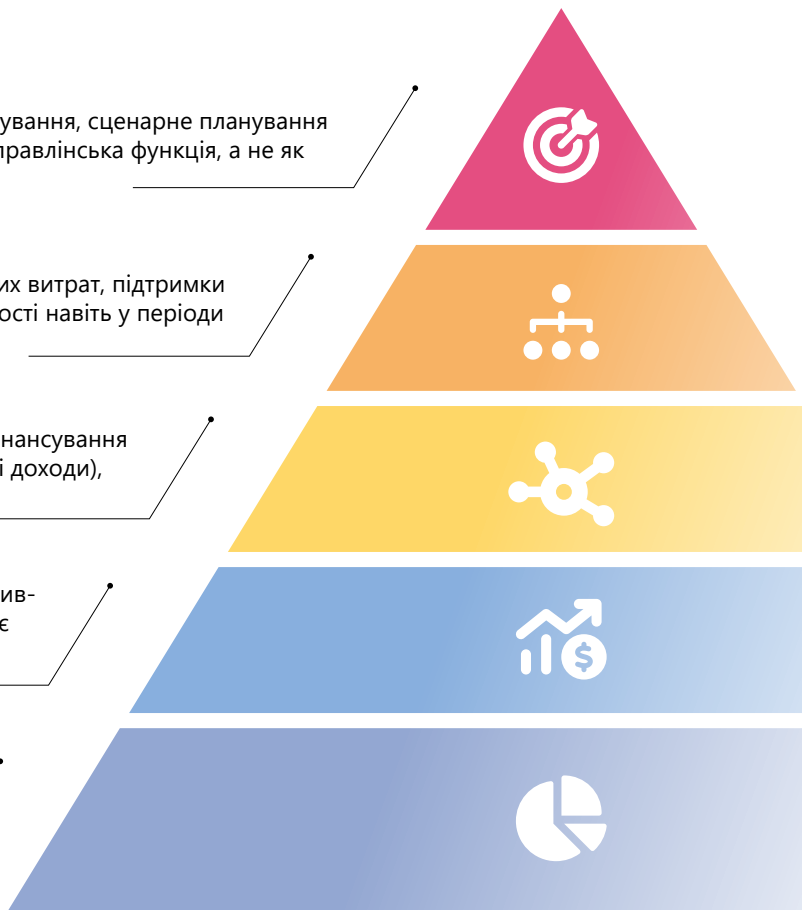 ування, сценарне планування
правлінська функція, а не як
их витрат, підтримки
ості навіть у періоди
нансування
і доходи),
ив-
є
$